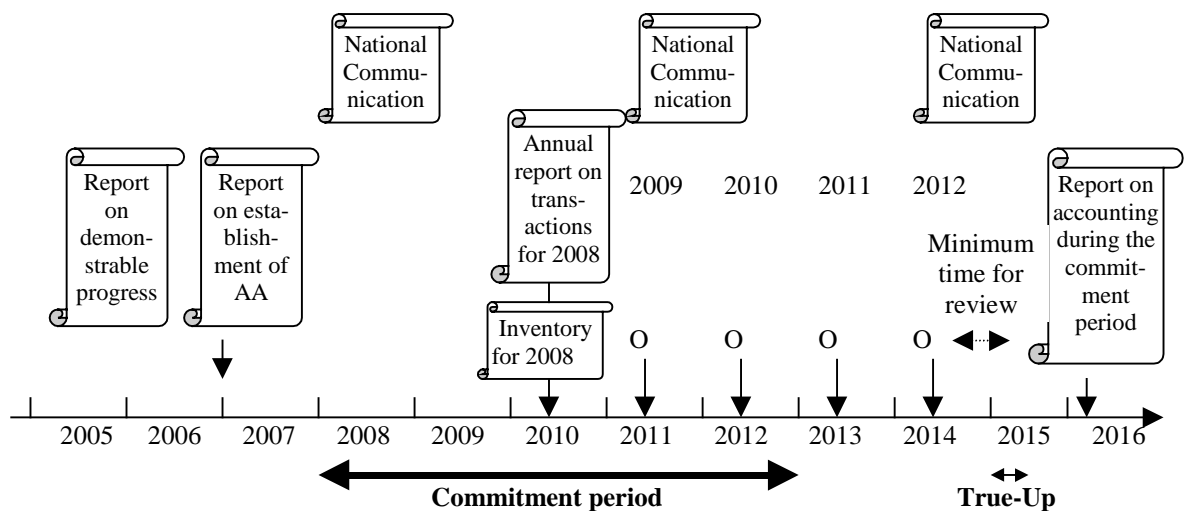 National
Commu-
nication
National
Commu-
nication
National
Commu-
nication
Report
on
demon-
strable
progress
Report
on esta-
blish-
ment of
AA
Annual
report on
trans-
actions
for 2008
2009
2010
2011
2012
Minimum
time for
review
Report on
accounting
during the
commit-
ment
period
Inventory
for 2008
O
O
O
O
2005
2006
2007
2008
2009
2010
2011
2012
2013
2014
2015
2016
Commitment period
True-Up